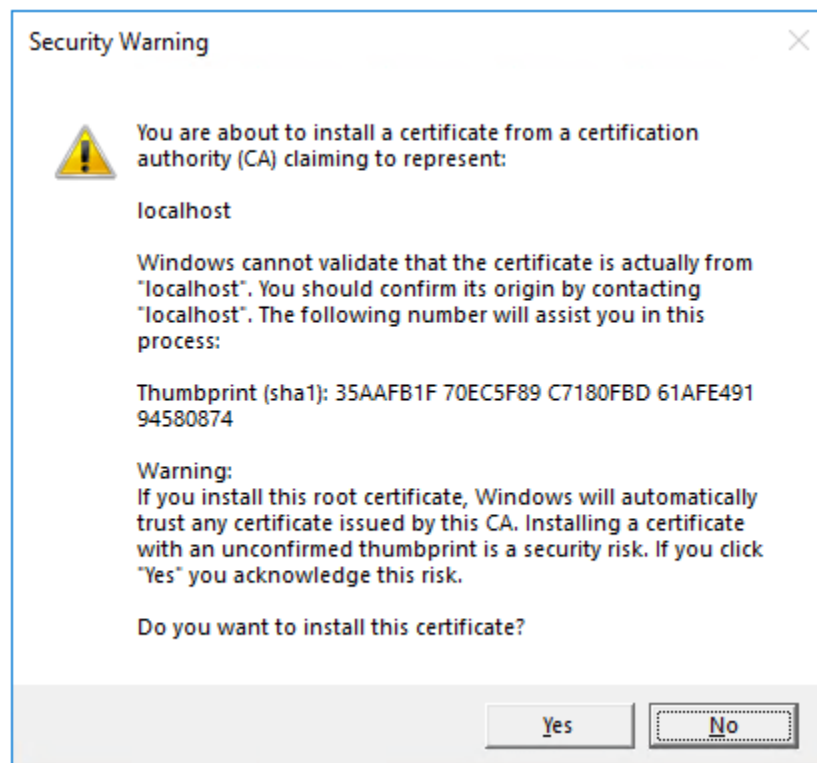 Security Warning
You are about to install a certificate from a certification
authority (CA) claiming to represent:
localhost
Windows cannot validate that the certificate is actually from
"localhost". You should confirm its origin by contacting
"localhost". The following number will assist you in this
process:
Thumbprint (sha1): 35AAFB1F 70EC5F89 C7180FBD 61AFE491
94580874
Warning:
If you install this root certificate, Windows will automatically
trust any certificate issued by this CA. Installing a certificate
with an unconfirmed thumbprint is a security risk. If you click
"Yes" you acknowledge this risk.
Do you want to install this certificate?
Yes No